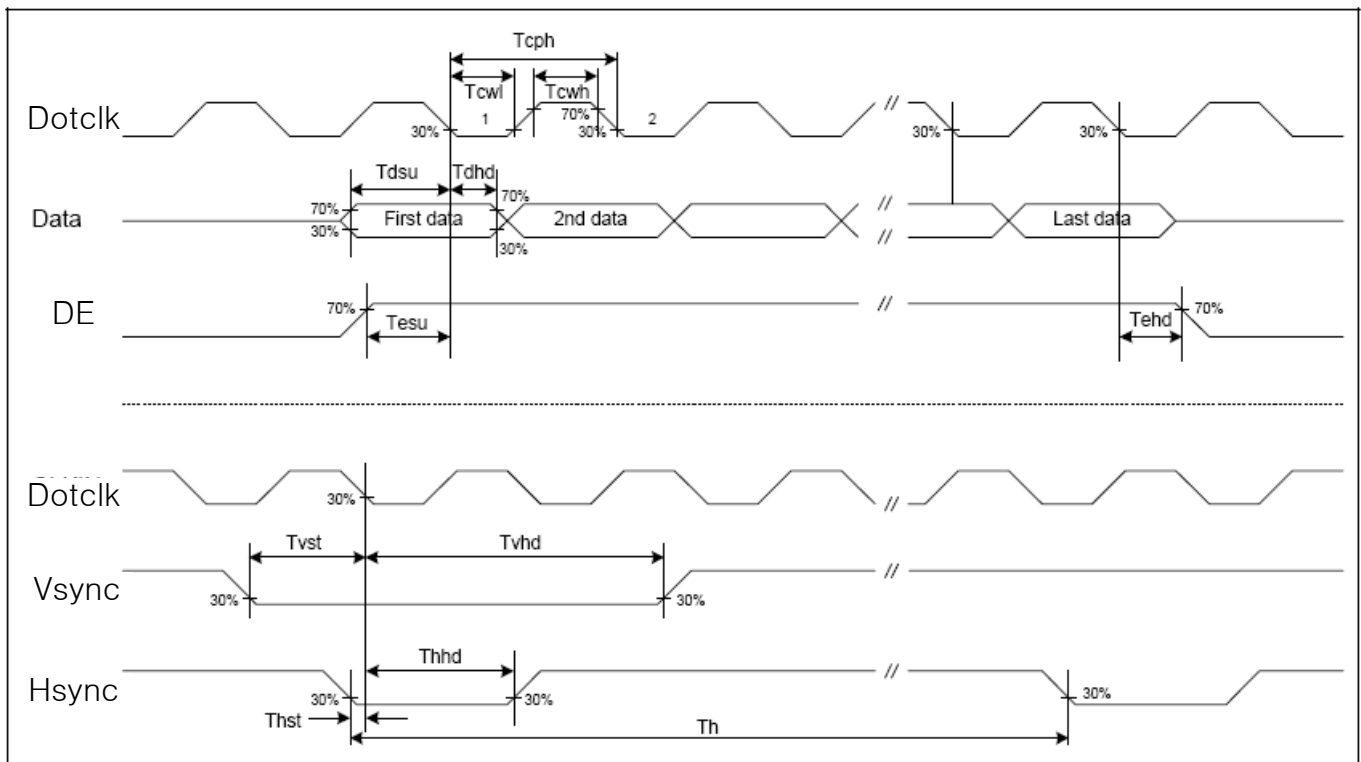 Tcph
Tcwl
Tcwh
Dotclk
30%
1
70%
30%
2
30%
30%
Tdsu
Tdhd
Data
70%
30%
First data
70%
30%
2nd data
//
//
Last data
DE
70%
Tesu
//
Tehd
70%
Dotclk
30%
//
Tvst
Tvhd
Vsync
30%
30%
//
Thhd
Hsync
30%
30%
//
30%
Thst
Th